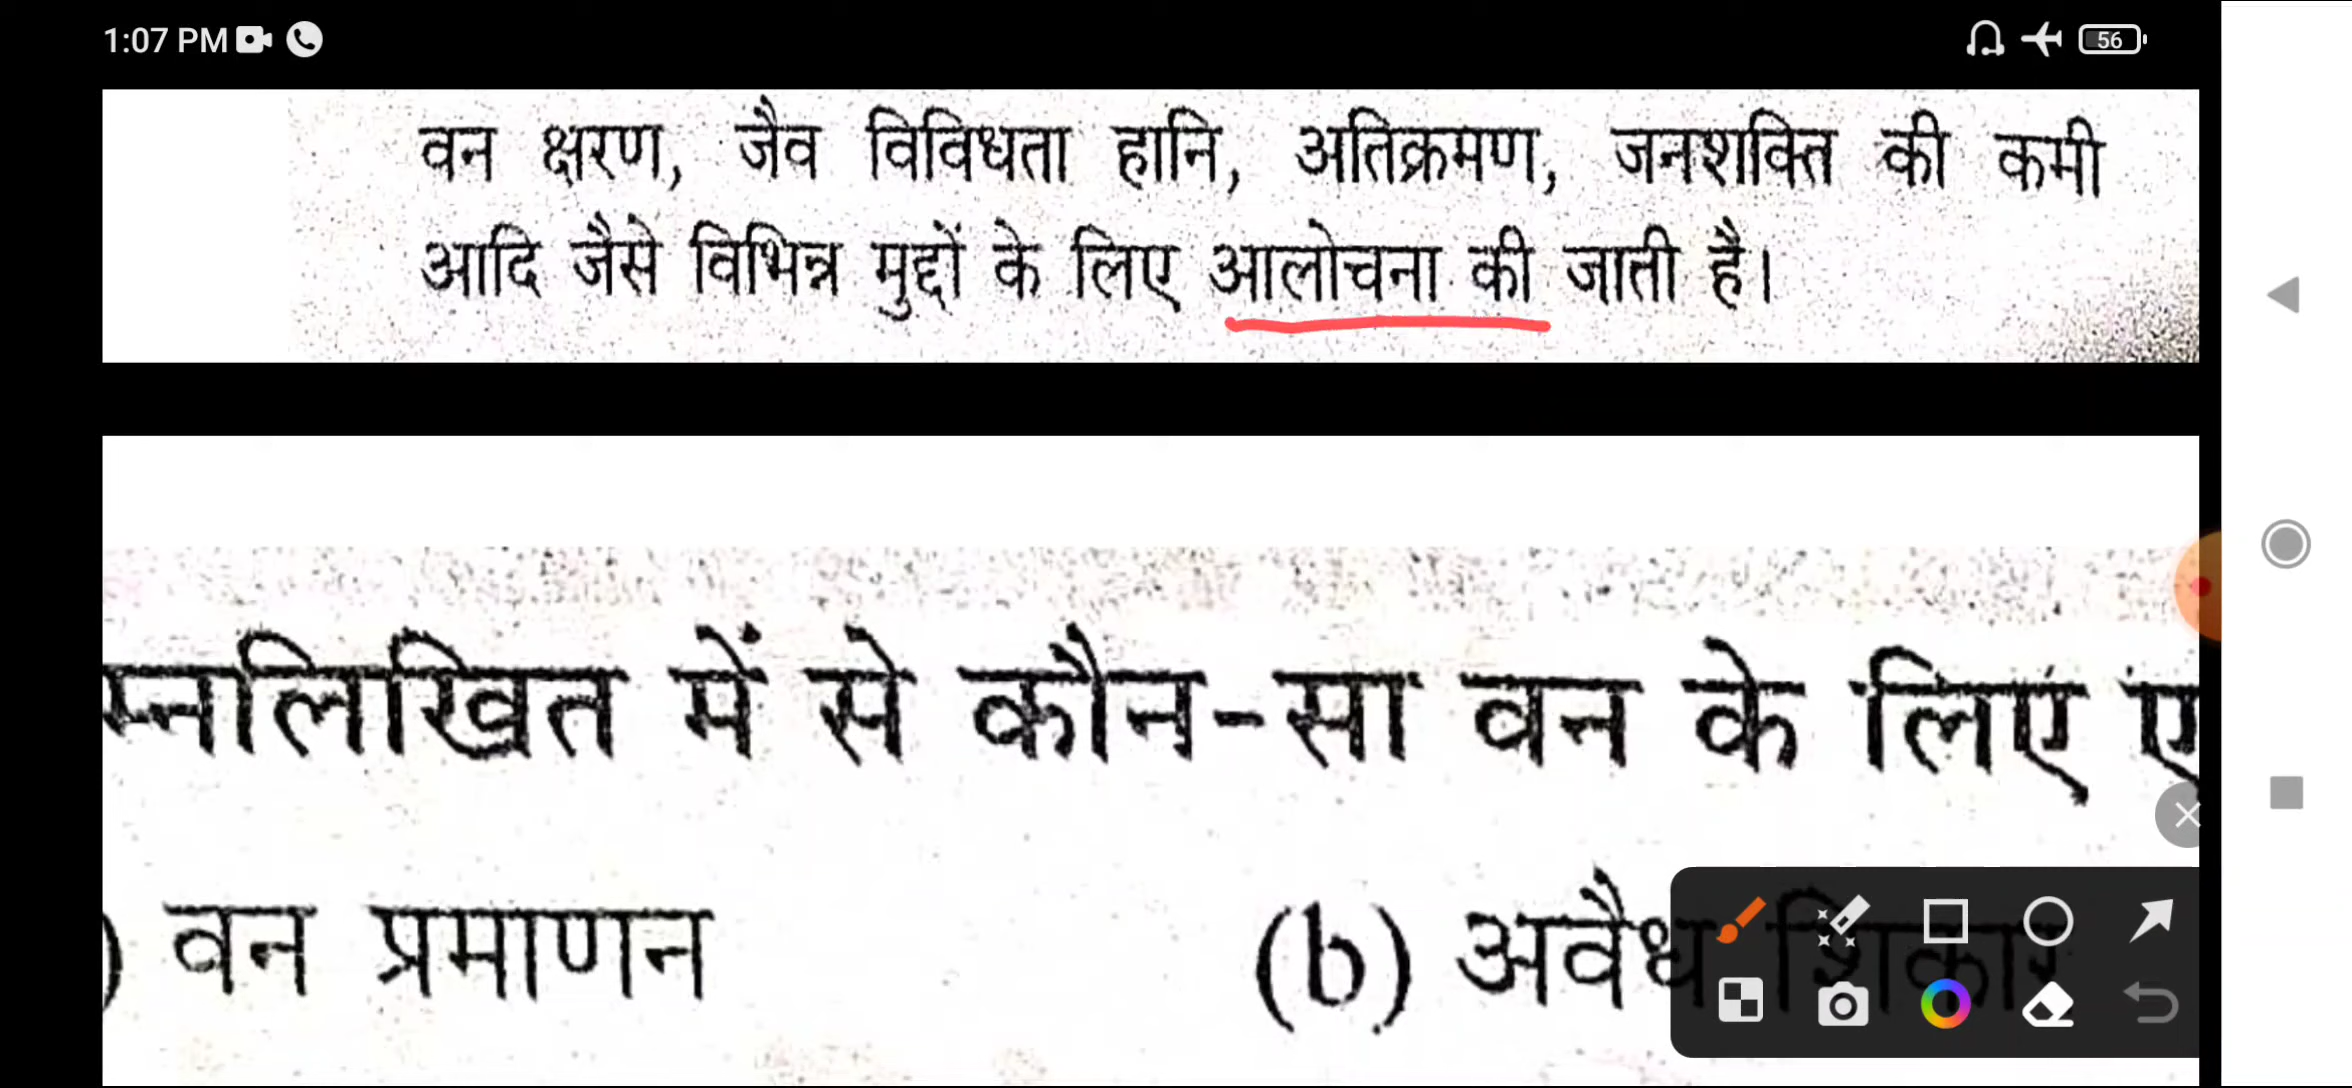 1:07 PM
56
वन क्षरण, जैव विविधता हानि, अतिक्रमण, जनशक्ति की कमी
आदि जैसे विभिन्न मुद्दों के लिए आलोचना की जाती है।
म्नलिखित में से कौन-सा वन के लिए ए
) वन प्रमाणन (b) अवैध शिकार